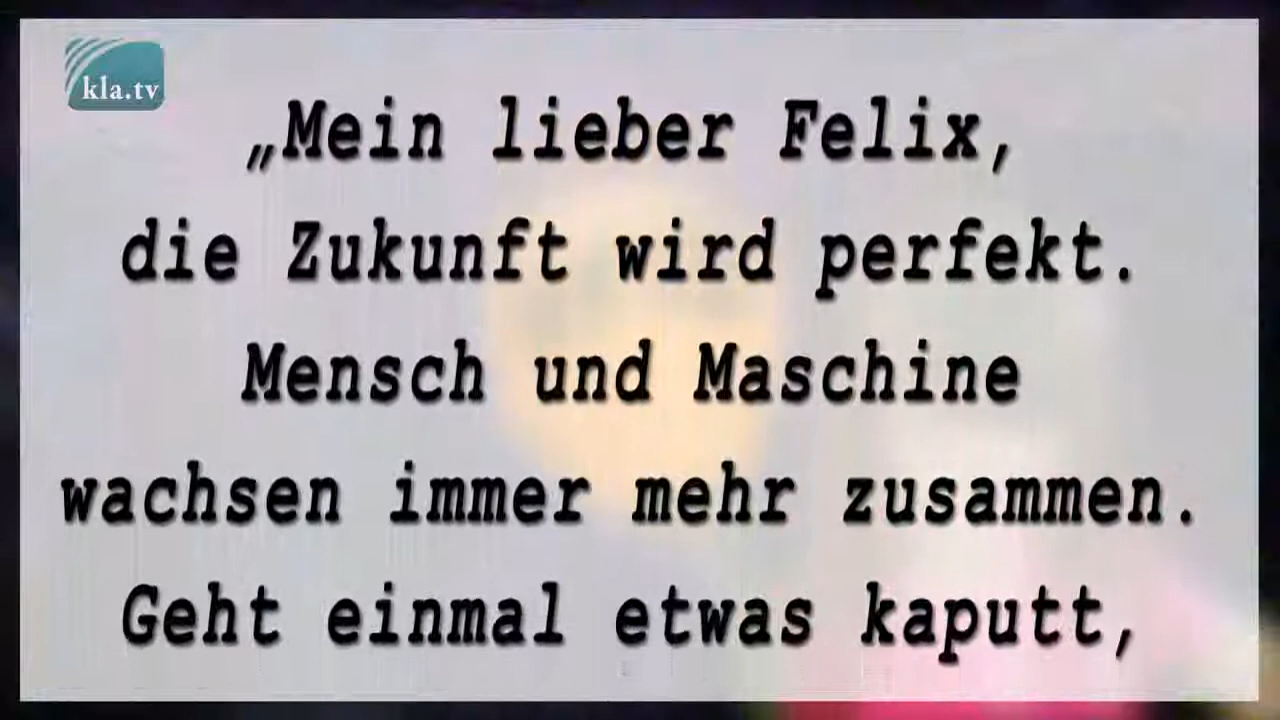 kla.tv
„Mein lieber Felix,
die Zukunft wird perfekt.
Mensch und Maschine
wachsen immer mehr zusammen.
Geht einmal etwas kaputt,